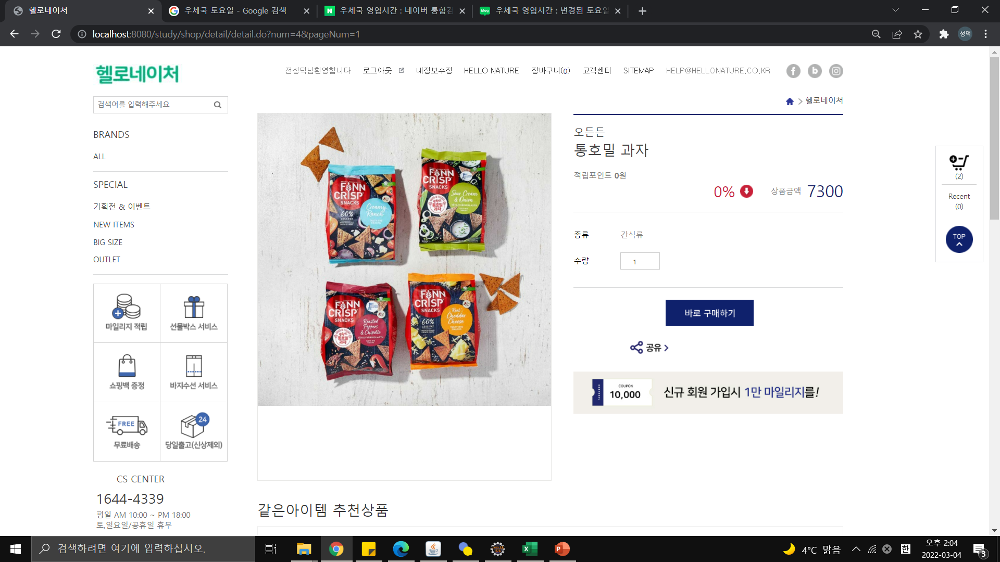 헬로네이처
우체국 토요일 - Google 검색
우체국 영업시간 : 네이버 통합검
우체국 영업시간 : 변경된 토요일
localhost:8080/study/shop/detail/detail.do?num=4&pageNum=1
성덕
헬로네이처
전성덕님환영합니다 로그아웃 내정보수정 HELLO NATURE 장바구니(0) 고객센터 SITEMAP HELP@HELLONATURE.CO.KR
검색어를 입력해주세요
BRANDS
ALL
SPECIAL
기획전 & 이벤트
NEW ITEMS
BIG SIZE
OUTLET
마일리지 적립
선물박스 서비스
쇼핑백 증정
바지수선 서비스
FREE
무료배송
24
당일출고(신상제외)
CS CENTER
1644-4339
평일 AM 10:00 ~ PM 18:00
토,일요일/공휴일 휴무
FINN
CRISP
SNACKS
Creamy
Ranch
60%
LESS FAT
FINN
CRISP
SNACKS
Sour Cream
& Onion
통호밀
과자
FINN
CRISP
SNACKS
Roasted
Peppers
& Chipotle
통호밀
과자
FINN
CRISP
SNACKS
Real
Cheddar
Cheese
60%
LESS FAT
> 헬로네이처
오든든
통호밀 과자
적립포인트 0원
0% 상품금액 7300
종류 간식류
수량 1
바로 구매하기
공유 >
COUPON
10,000
신규 회원 가입시 1만 마일리지를!
(2)
Recent
(0)
TOP
같은아이템 추천상품
검색하려면 여기에 입력하십시오.
4°C 맑음
한
오후 2:04
2022-03-04
3